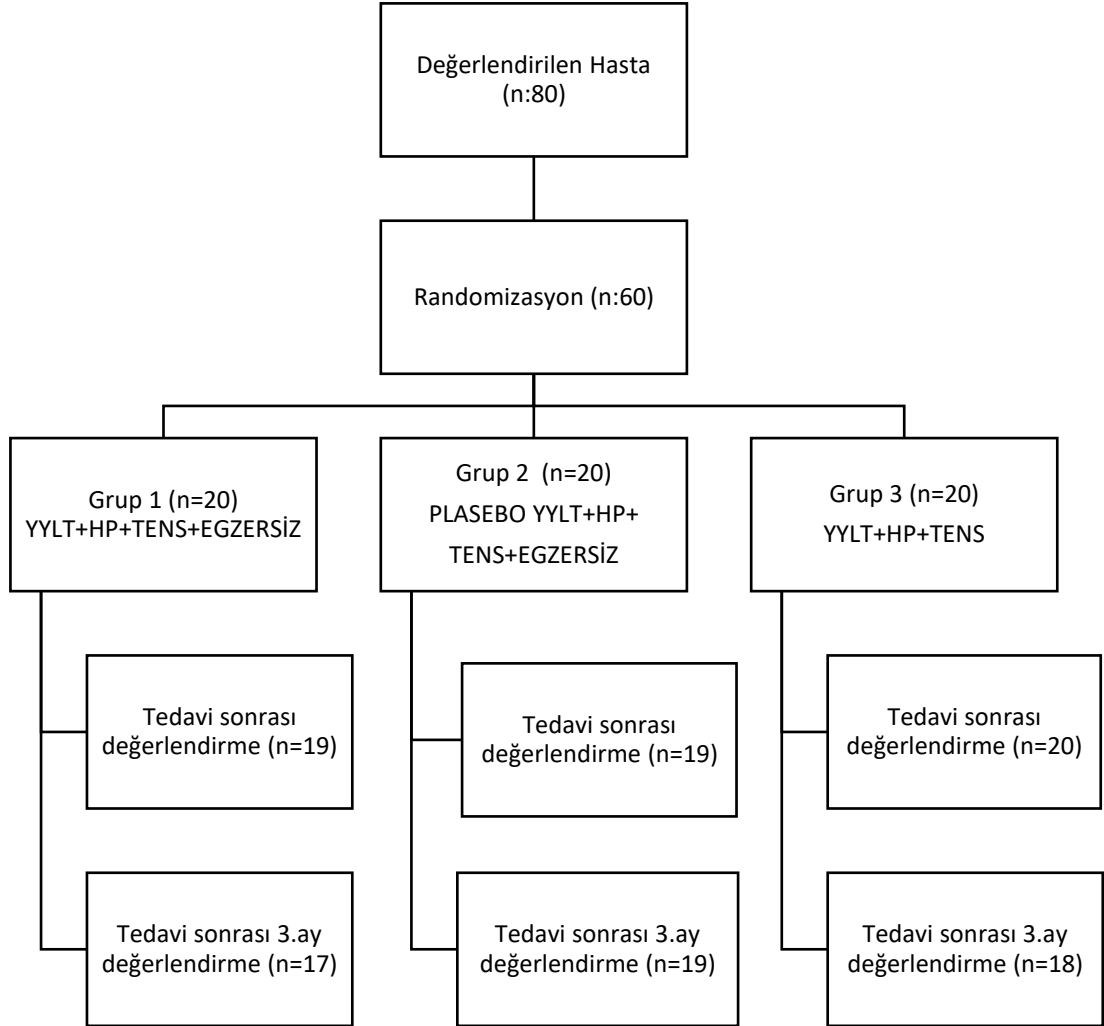 Değerlendirilen Hasta
(n:80)
Randomizasyon (n:60)
Grup 1 (n=20)
YYLT+HP+TENS+EGZERSİZ
Grup 2 (n=20)
PLASEBO YYLT+HP+
TENS+EGZERSİZ
Grup 3 (n=20)
YYLT+HP+TENS
Tedavi sonrası
değerlendirme (n=19)
Tedavi sonrası
değerlendirme (n=19)
Tedavi sonrası
değerlendirme (n=20)
Tedavi sonrası 3.ay
değerlendirme (n=17)
Tedavi sonrası 3.ay
değerlendirme (n=19)
Tedavi sonrası 3.ay
değerlendirme (n=18)